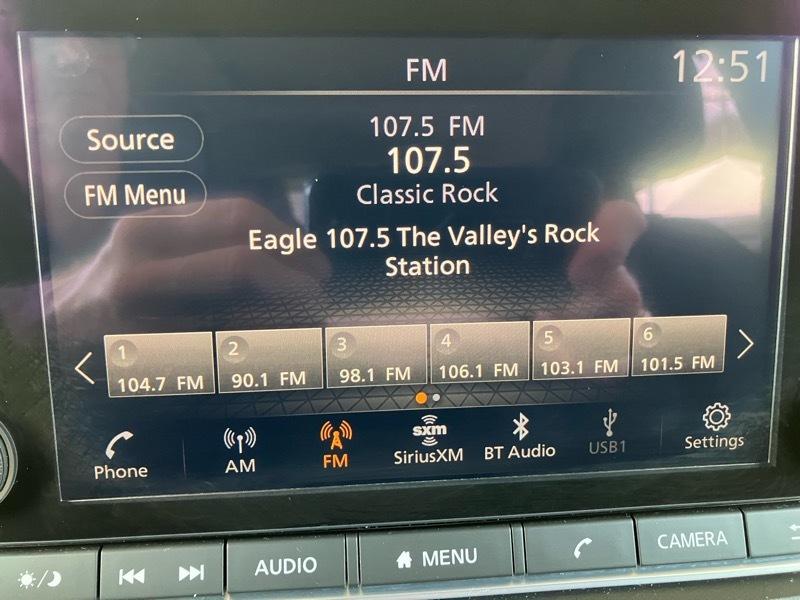 FM
12:51
Source
107.5 FM
107.5
FM Menu
Classic Rock
Eagle 107.5 The Valley's Rock
Station
1
2
3
4
5
6
104.7 FM
90.1 FM
98.1 FM
106.1 FM
103.1 FM
101.5 FM
Phone
AM
FM
sxm
SiriusXM
BT Audio
USB1
Settings
AUDIO
MENU
CAMERA